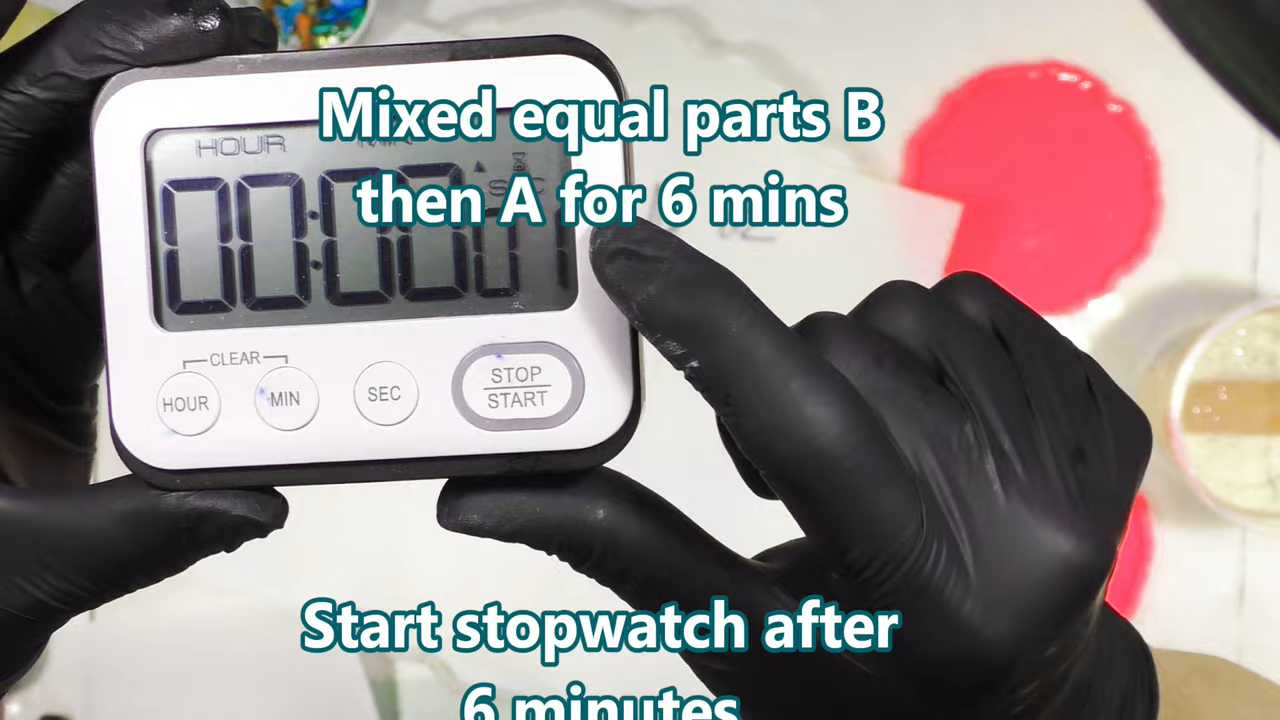 Mixed equal parts B
then A for 6 mins
HOUR
SEC
00:00
CLEAR
HOUR
MIN
SEC
STOP
START
Start stopwatch after
6 minutes